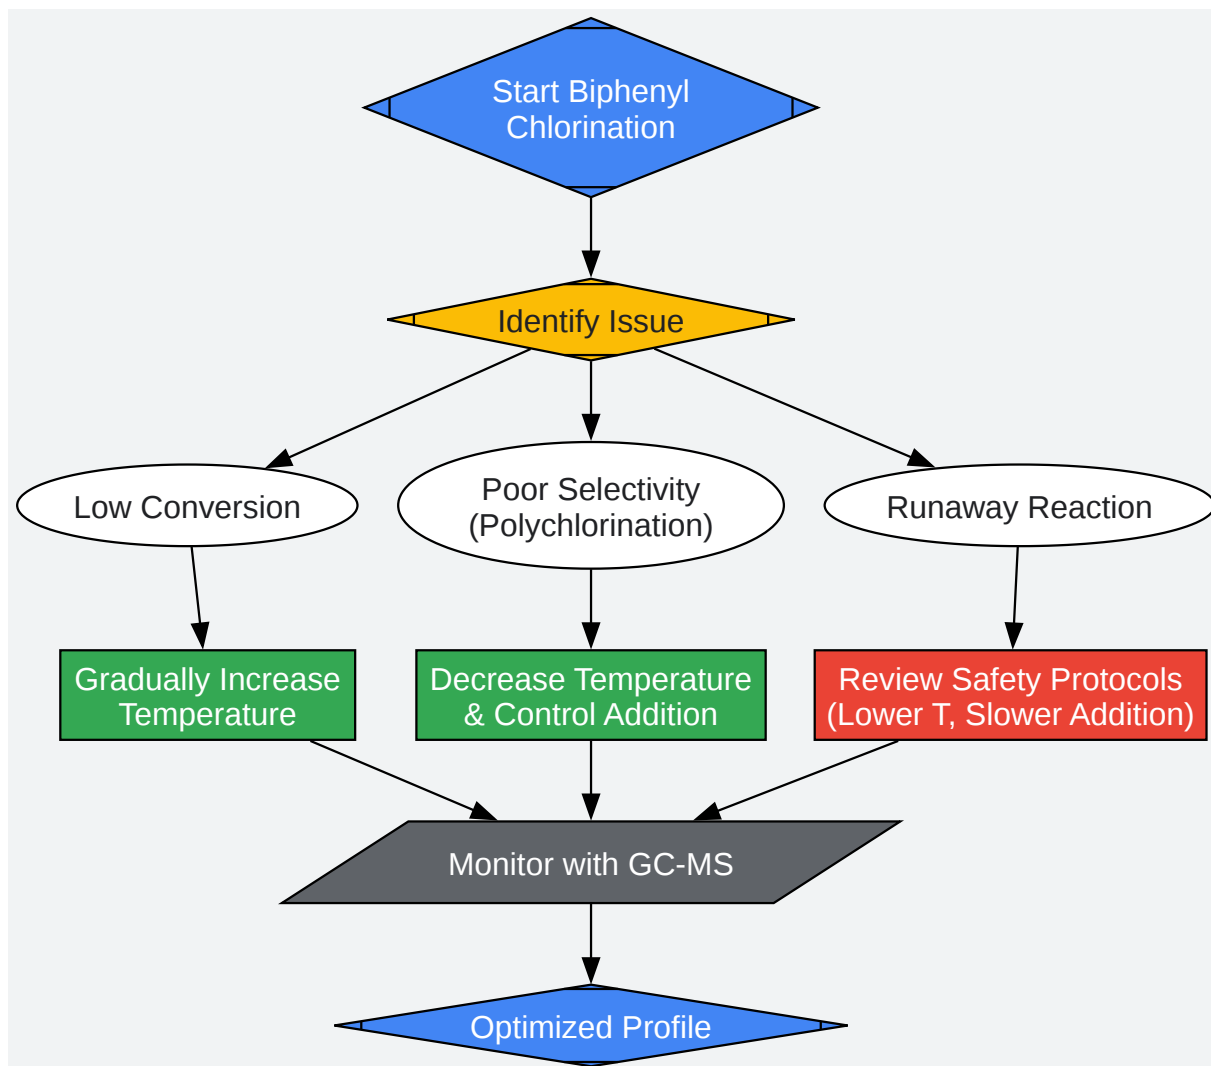 Start Biphenyl
Chlorination
Identify Issue
Low Conversion
Poor Selectivity
(Polychlorination)
Runaway Reaction
Gradually Increase
Temperature
Decrease Temperature
& Control Addition
Review Safety Protocols
(Lower T, Slower Addition)
Monitor with GC-MS
Optimized Profile